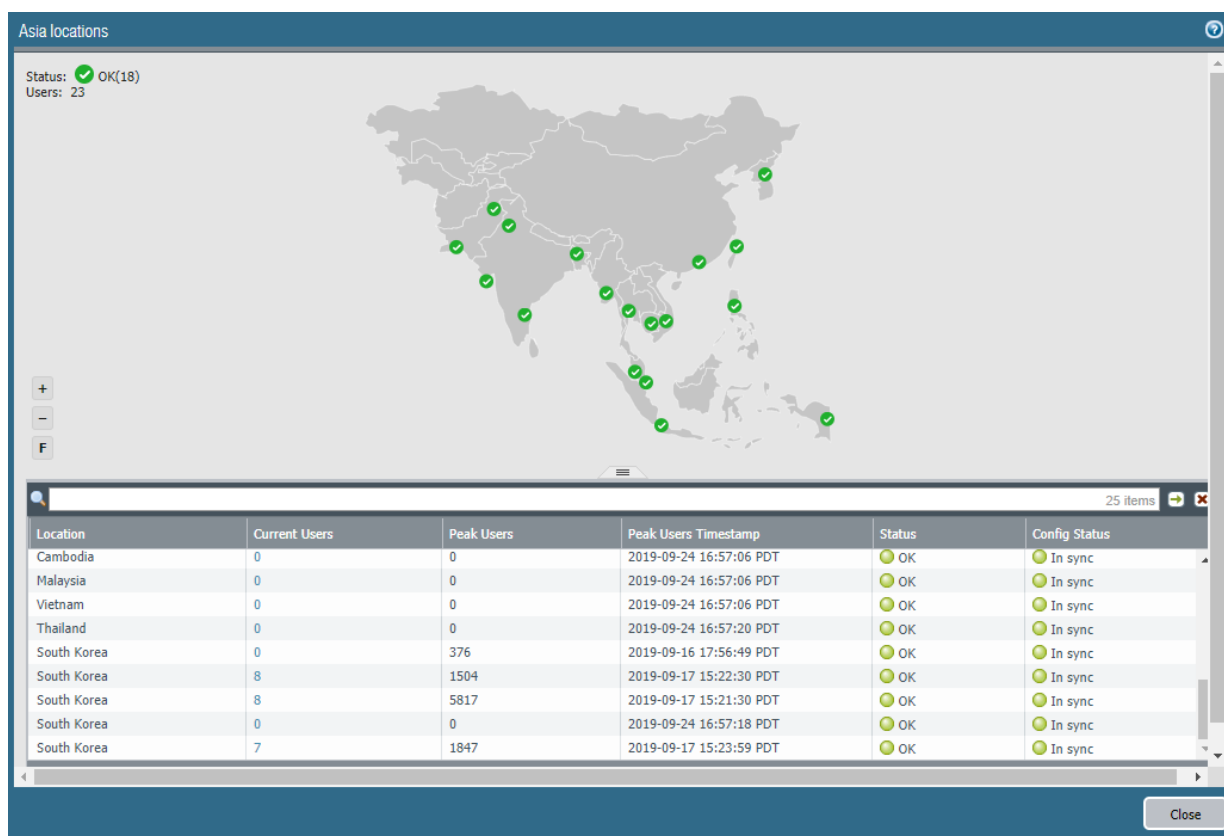 Asia locations
Status: OK(18)
Users: 23
+
−
F
25 items
Location Current Users Peak Users Peak Users Timestamp Status Config Status
Cambodia 0 0 2019-09-24 16:57:06 PDT OK In sync
Malaysia 0 0 2019-09-24 16:57:06 PDT OK In sync
Vietnam 0 0 2019-09-24 16:57:06 PDT OK In sync
Thailand 0 0 2019-09-24 16:57:20 PDT OK In sync
South Korea 0 376 2019-09-16 17:56:49 PDT OK In sync
South Korea 8 1504 2019-09-17 15:22:30 PDT OK In sync
South Korea 8 5817 2019-09-17 15:21:30 PDT OK In sync
South Korea 0 0 2019-09-24 16:57:18 PDT OK In sync
South Korea 7 1847 2019-09-17 15:23:59 PDT OK In sync
Close